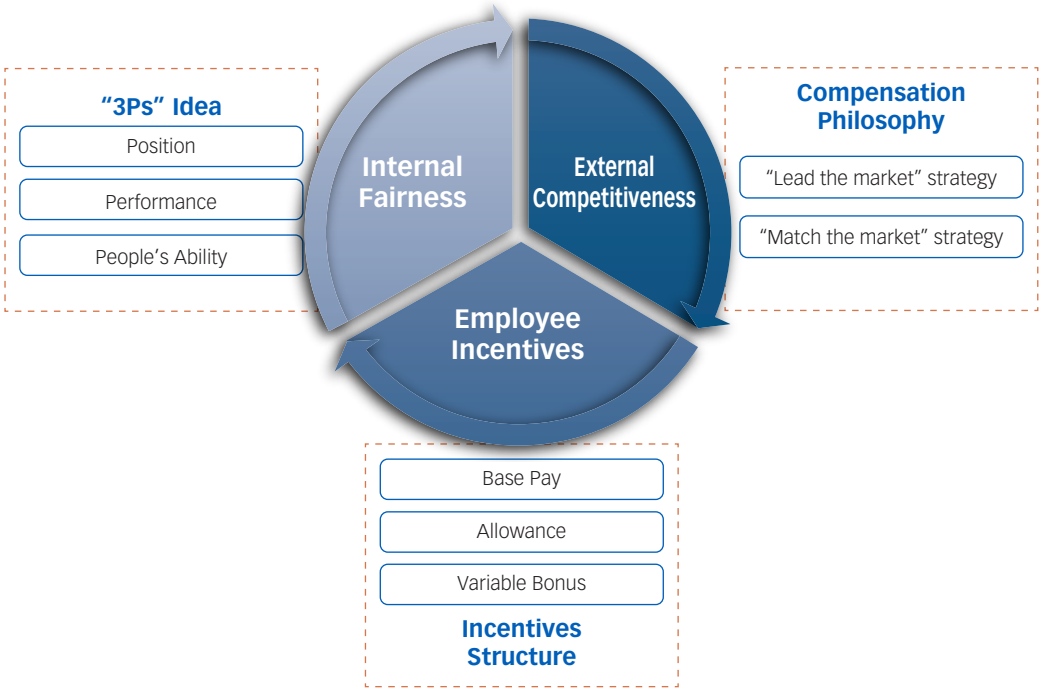 “3Ps” Idea
Position
Performance
People’s Ability
Internal
Fairness
External
Competitiveness
Compensation
Philosophy
“Lead the market” strategy
“Match the market” strategy
Employee
Incentives
Base Pay
Allowance
Variable Bonus
Incentives
Structure